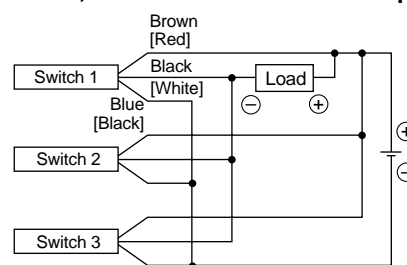 Brown
[Red]
Switch 1
Black
[White]
Load
Blue
[Black]
Switch 2
Switch 3